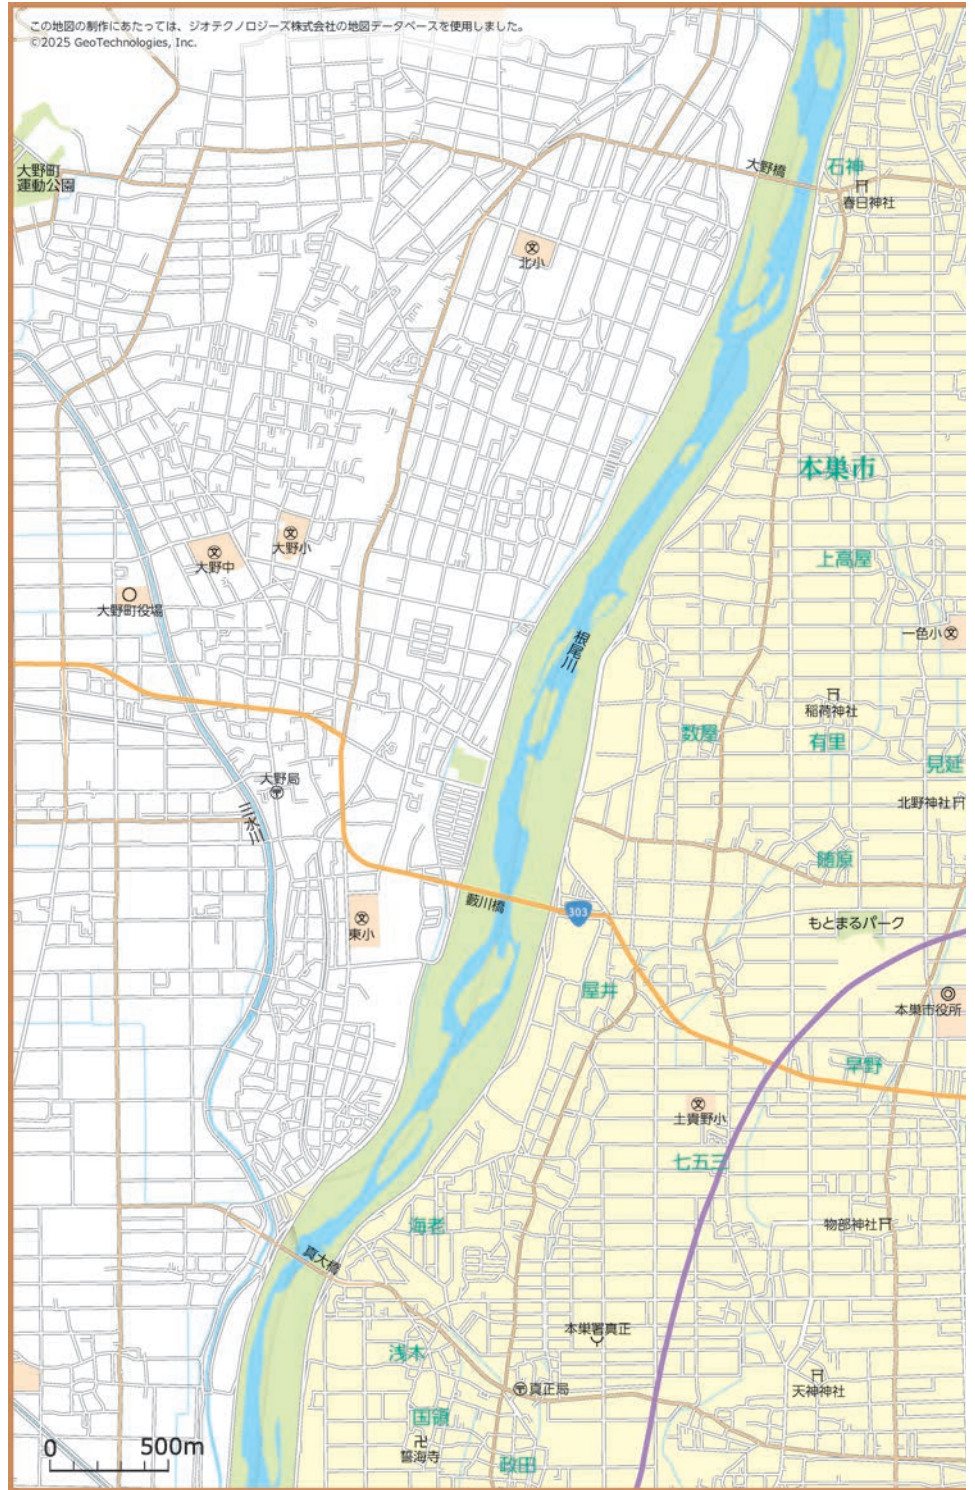 この地図の制作にあたっては、ジオテクノロジーズ株式会社の地図データベースを使用しました。
©2025 GeoTechnologies, Inc.
大野町
運動公園
大野橋
石神
春日神社
北小
本巣市
大野小
大野中
上高屋
大野町役場
一色小
根尾川
稲荷神社
数屋
有里
見延
大野局
北野神社
三水川
随原
藪川橋
303
もとまるパーク
東小
屋井
本巣市役所
早野
土貴野小
七五三
海老
物部神社
真大橋
本巣署真正
浅木
真正局
天神神社
国領
誓海寺
政田
0 500m